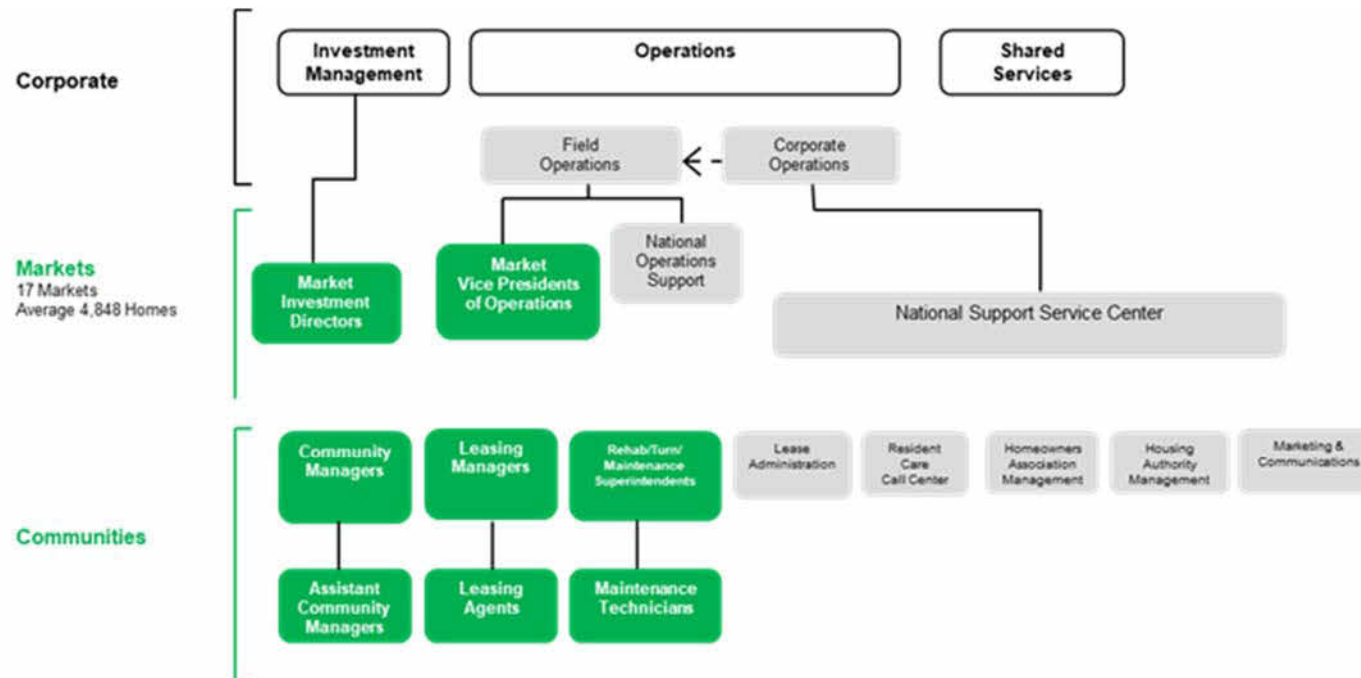 Corporate
Investment
Management
Operations
Shared
Services
Field
Operations
Corporate
Operations
Markets
17 Markets
Average 4,848 Homes
Market
Investment
Directors
Market
Vice Presidents
of Operations
National
Operations
Support
National Support Service Center
Communities
Community
Managers
Leasing
Managers
Rehab/Turn/
Maintenance
Superintendents
Lease
Administration
Resident
Care
Call Center
Homeowners
Association
Management
Housing
Authority
Management
Marketing &
Communications
Assistant
Community
Managers
Leasing
Agents
Maintenance
Technicians